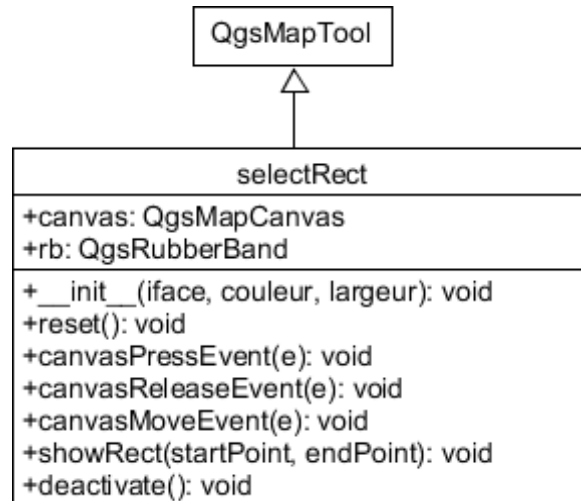 QgsMapTool
selectRect
+canvas: QgsMapCanvas
+rb: QgsRubberBand
+__init__(iface, couleur, largeur): void
+reset(): void
+canvasPressEvent(e): void
+canvasReleaseEvent(e): void
+canvasMoveEvent(e): void
+showRect(startPoint, endPoint): void
+deactivate(): void